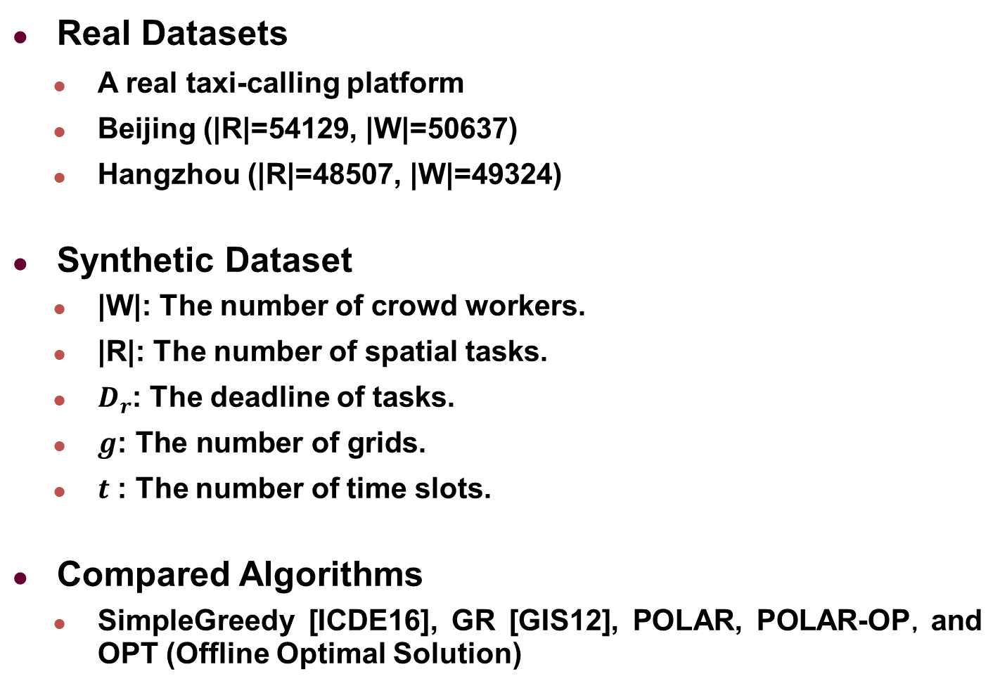 Real Datasets
A real taxi-calling platform
Beijing (|R|=54129, |W|=50637)
Hangzhou (|R|=48507, |W|=49324)
Synthetic Dataset
|W|: The number of crowd workers.
|R|: The number of spatial tasks.
D_r: The deadline of tasks.
g: The number of grids.
t : The number of time slots.
Compared Algorithms
SimpleGreedy [ICDE16], GR [GIS12], POLAR, POLAR-OP, and
OPT (Offline Optimal Solution)